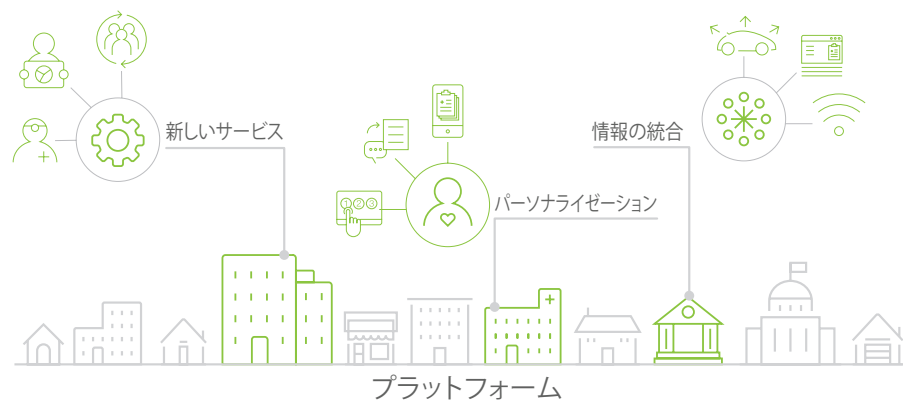 新しいサービス
情報の統合
パーソナライゼーション
①②③
プラットフォーム